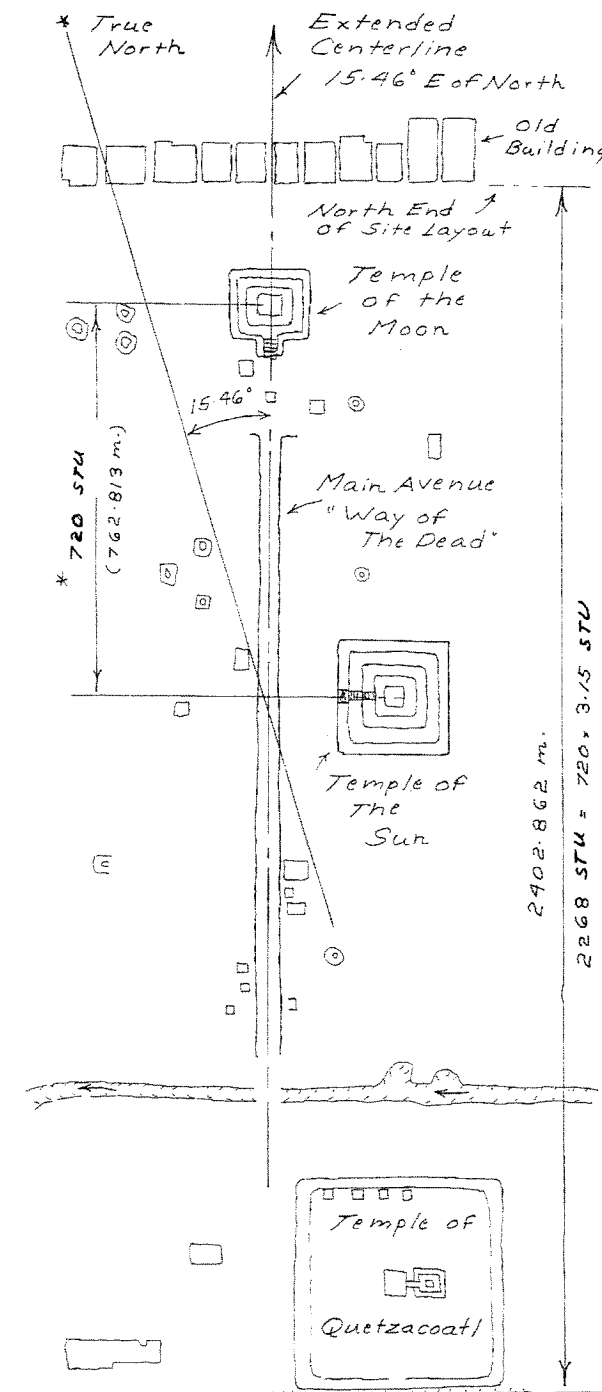 * True
North
Extended
Centerline
15.46° E of North
Old
Building
North End
of Site Layout
Temple
of the
Moon
15.46°
* 720 STU
(762.813 m.)
Main Avenue
"Way of
The Dead"
Temple of
The
Sun
2402.862 m.
2268 STU = 720 x 3.15 STU
Temple of
Quetzacoatl